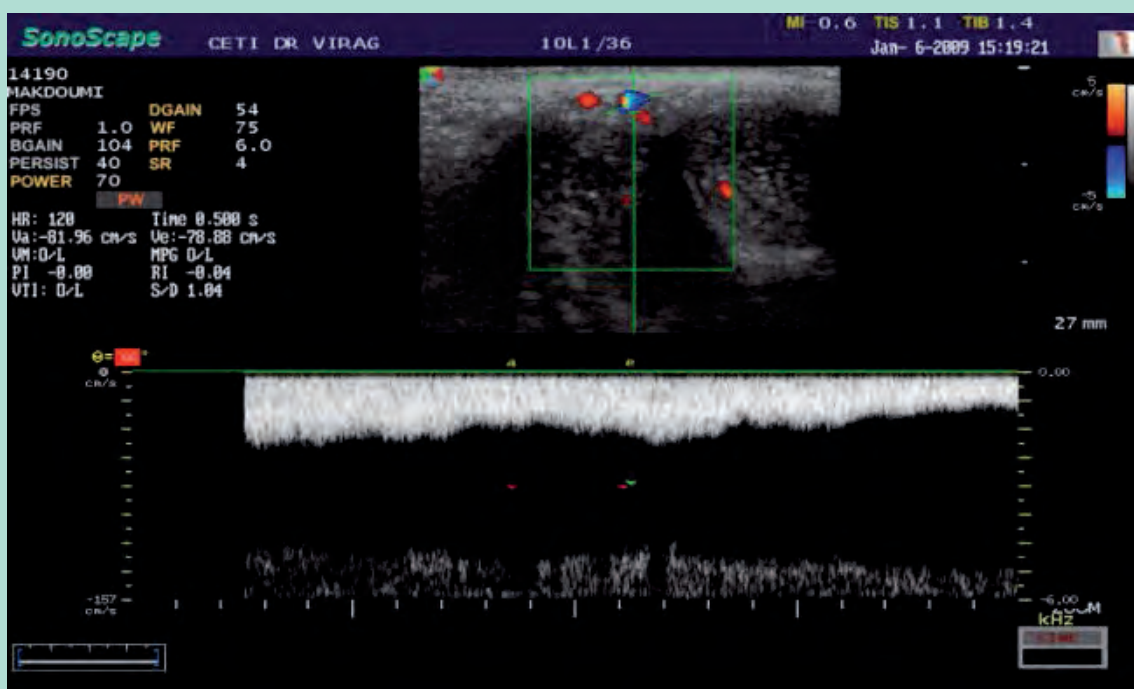 MI 0.6 TIS 1.1 TIB 1.4
SonoScape CETI DR VIRAG 10L1/36 Jan- 6-2009 15:19:21
14190
MAKDOUMI
FPS DGAIN 54
PRF 1.0 WF 75
BGAIN 104 PRF 6.0
PERSIST 40 SR 4
POWER 70
PW
HR: 120 Time 0.500 s
Va:-81.96 cm/s Ve:-78.88 cm/s
VM:O/L MPG O/L
PI -0.00 RI -0.04
VTI: O/L S/D 1.04
5
cm/s
-5
cm/s
27 mm
θ= °
0
cm/s
0.00
-157
cm/s
-6.00
kHz